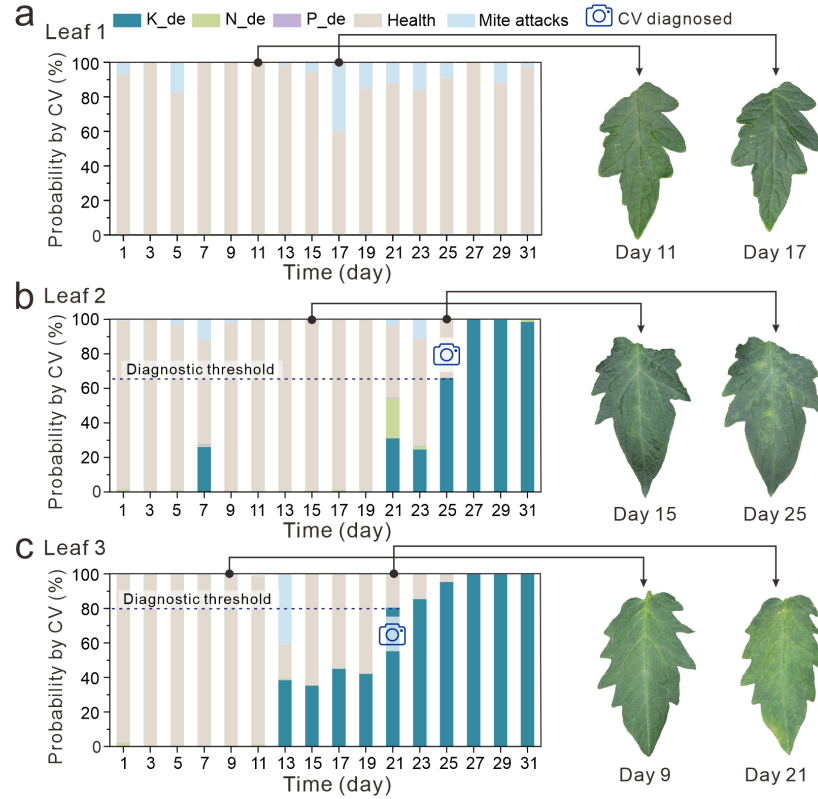 a
Leaf 1
K_de N_de P_de Health Mite attacks CV diagnosed
Probability by CV (%)
100
80
60
40
20
0
1 3 5 7 9 11 13 15 17 19 21 23 25 27 29 31
Time (day)
Day 11 Day 17
b
Leaf 2
Probability by CV (%)
100
80
60
40
20
0
Diagnostic threshold
1 3 5 7 9 11 13 15 17 19 21 23 25 27 29 31
Time (day)
Day 15 Day 25
c
Leaf 3
Probability by CV (%)
100
80
60
40
20
0
Diagnostic threshold
1 3 5 7 9 11 13 15 17 19 21 23 25 27 29 31
Time (day)
Day 9 Day 21